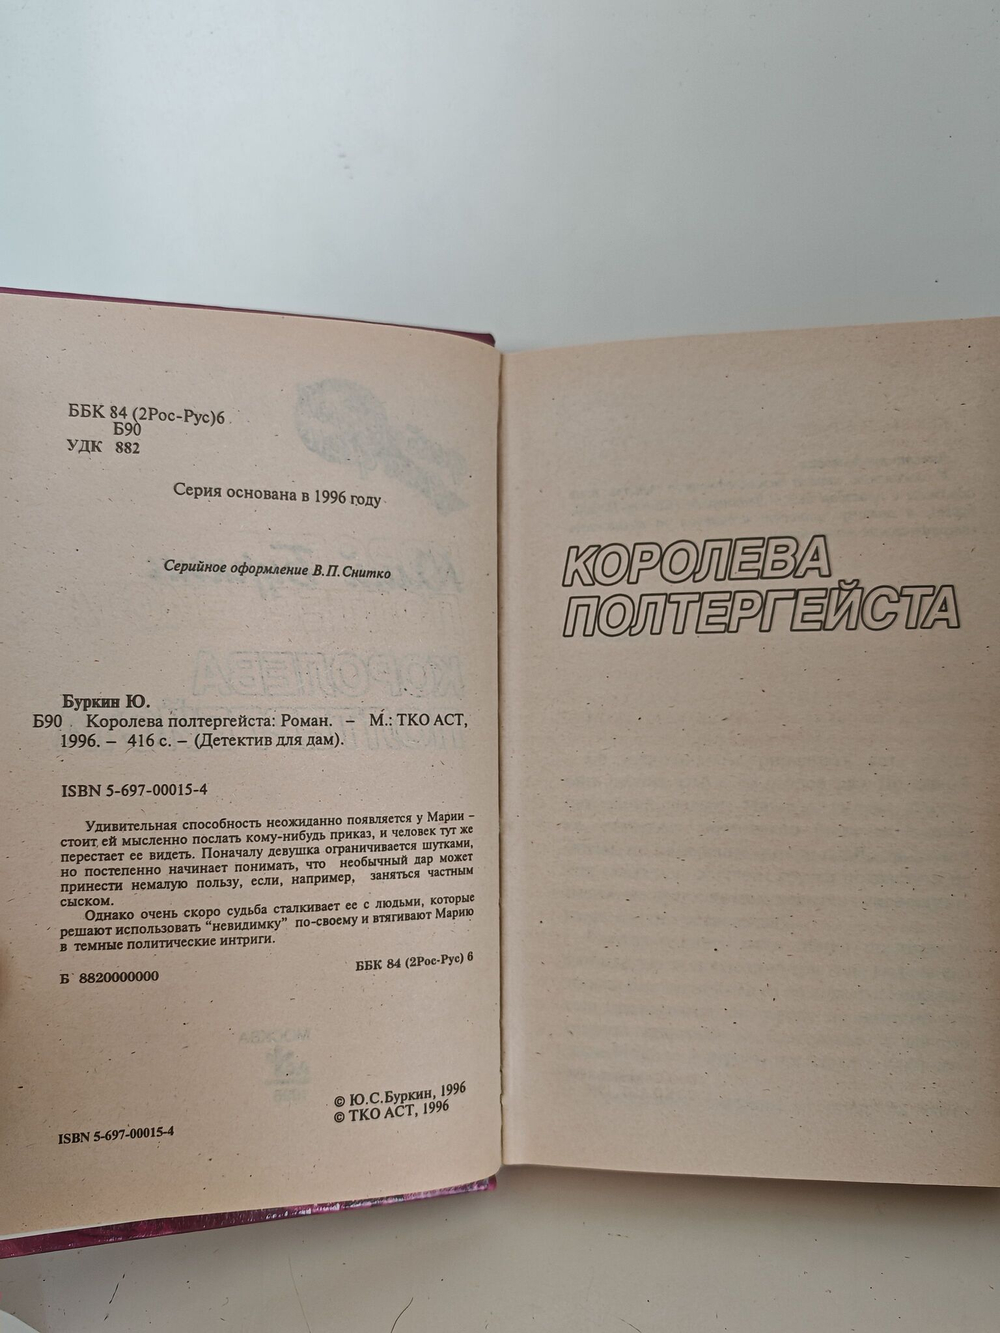 ББК 84 (2Рос-Рус)6
Б90
УДК 882
Серия основана в 1996 году
Серийное оформление В.П.Снитко
Буркин Ю.
Б90 Королева полтергейста: Роман. – М.: ТКО АСТ,
1996. – 416 с. – (Детектив для дам).
ISBN 5-697-00015-4
Удивительная способность неожиданно появляется у Марии –
стоит ей мысленно послать кому-нибудь приказ, и человек тут же
перестает ее видеть. Поначалу девушка ограничивается шутками,
но постепенно начинает понимать, что необычный дар может
принести немалую пользу, если, например, заняться частным
сыском.
Однако очень скоро судьба сталкивает ее с людьми, которые
решают использовать "невидимку" по-своему и втягивают Марию
в темные политические интриги.
Б 8820000000
ББК 84 (2Рос-Рус) 6
© Ю.С.Буркин, 1996
© ТКО АСТ, 1996
ISBN 5-697-00015-4
КОРОЛЕВА
ПОЛТЕРГЕЙСТА